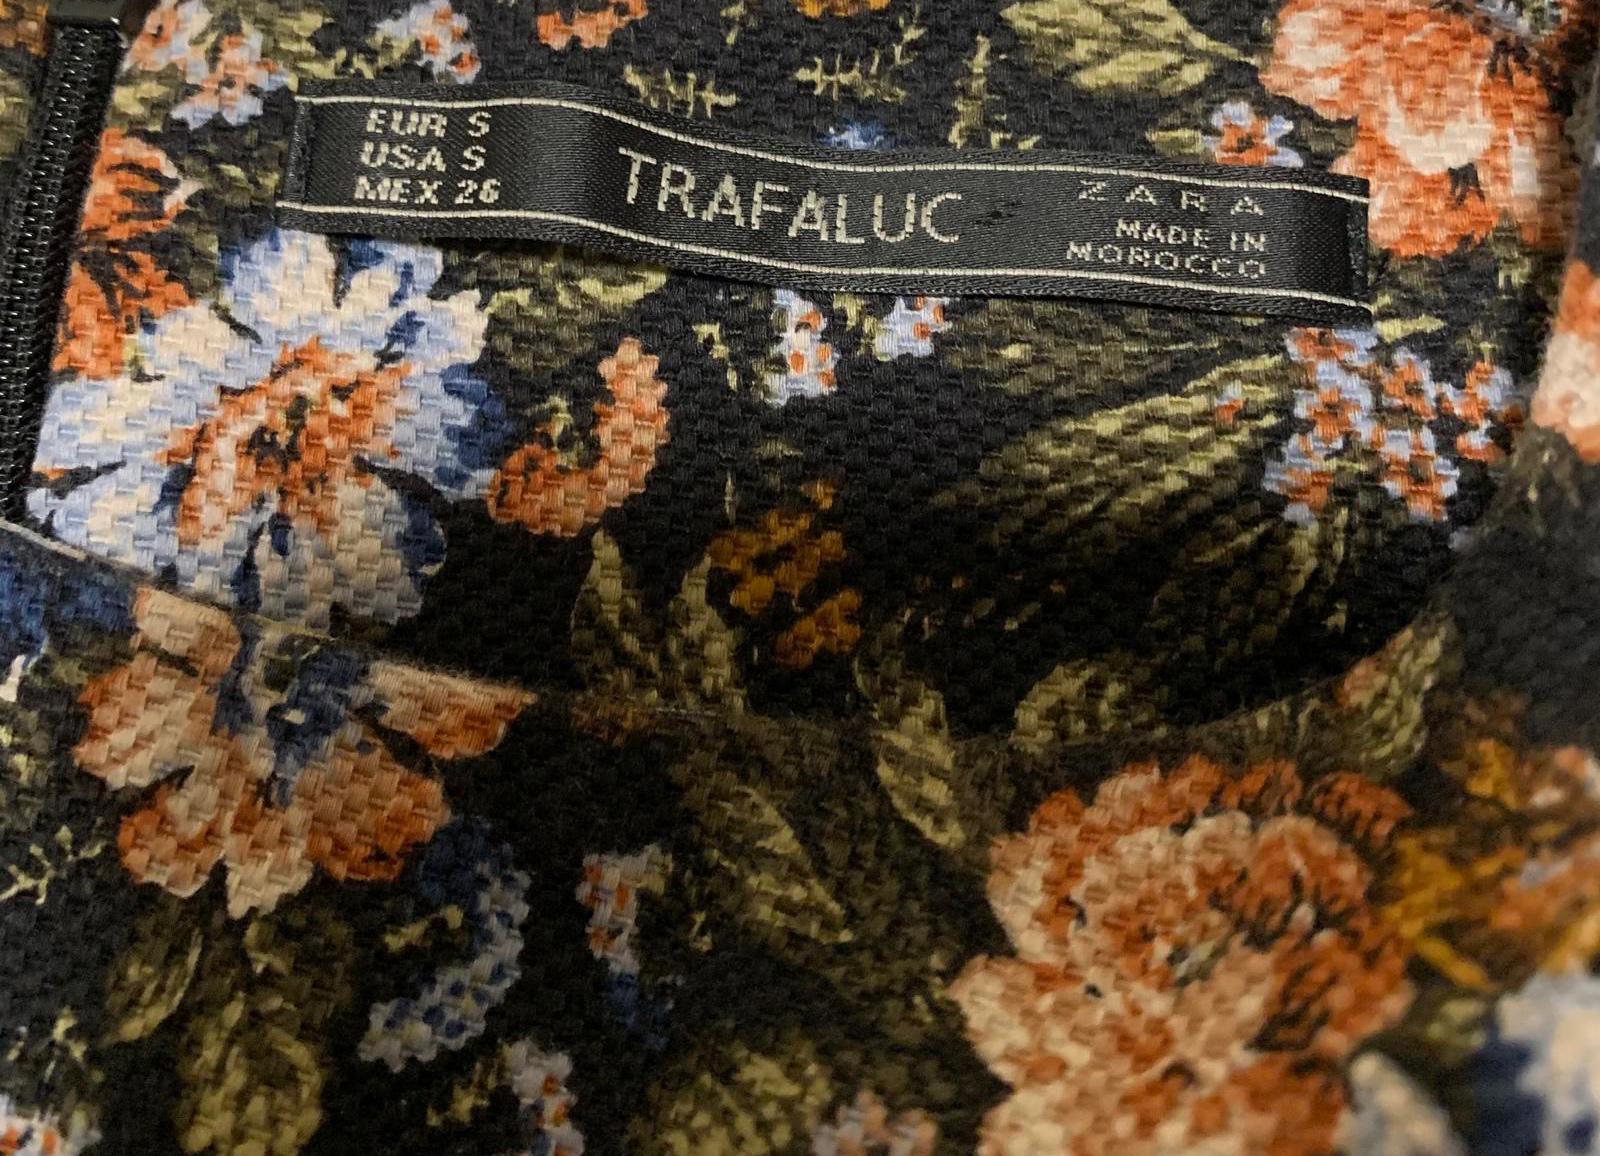 EUR S
USA S
MEX 26
TRAFALUC
ZARA
MADE IN
MOROCCO